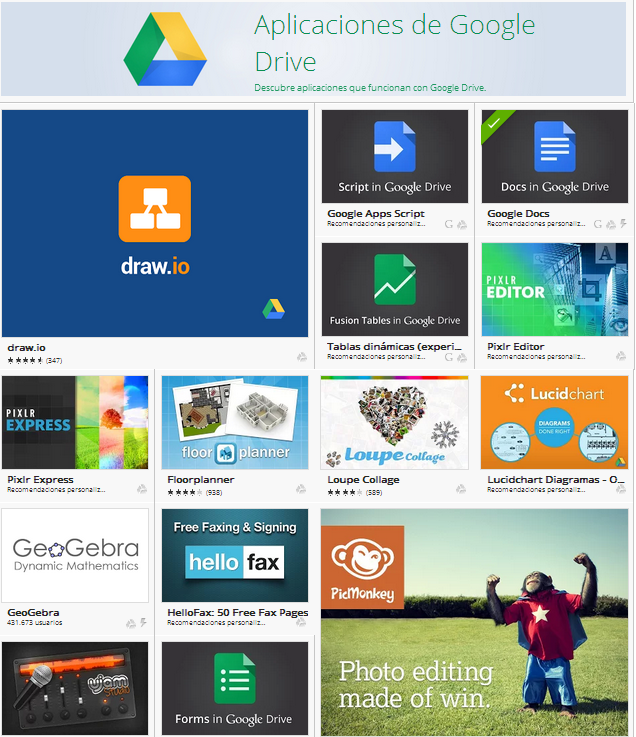 Aplicaciones de Google
Drive
Descubre aplicaciones que funcionan con Google Drive.
draw.io
draw.io
(347)
Script in Google Drive
Google Apps Script
Recomendaciones personaliz...
G
Docs in Google Drive
Google Docs
Recomendaciones personaliz...
G
Fusion Tables in Google Drive
Tablas dinámicas (experi...
Recomendaciones personaliz...
G
PIXLR
EDITOR
A
Pixlr Editor
Recomendaciones personaliz...
PIXLR
EXPRESS
Pixlr Express
Recomendaciones personaliz...
floor planner
Floorplanner
(938)
Loupe Collage
Loupe Collage
(589)
Lucidchart
DIAGRAMS
DONE RIGHT
Lucidchart Diagramas - O...
Recomendaciones personaliz...
GeoGebra
Dynamic Mathematics
GeoGebra
431.673 usuarios
Free Faxing & Signing
hello fax
HelloFax: 50 Free Fax Pages
Recomendaciones personaliz...
PicMonkey
Photo editing
made of win.
ujam
STUDIO
Forms in Google Drive